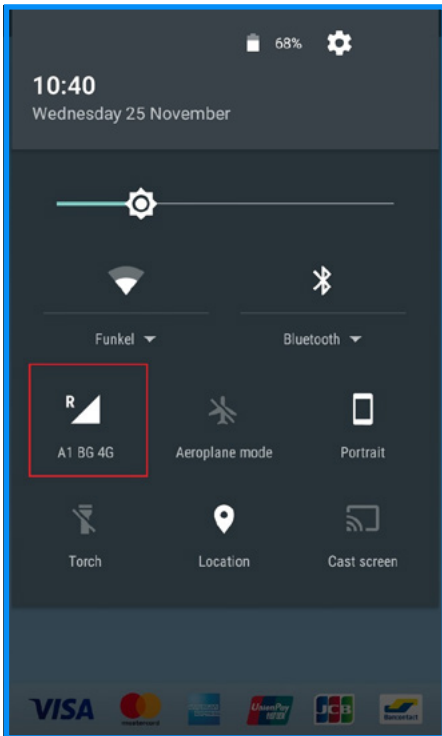 68%
10:40
Wednesday 25 November
Funkel
Bluetooth
R
A1 BG 4G
Aeroplane mode
Portrait
Torch
Location
Cast screen
VISA
mastercard
UnionPay
JCB
Bancontact